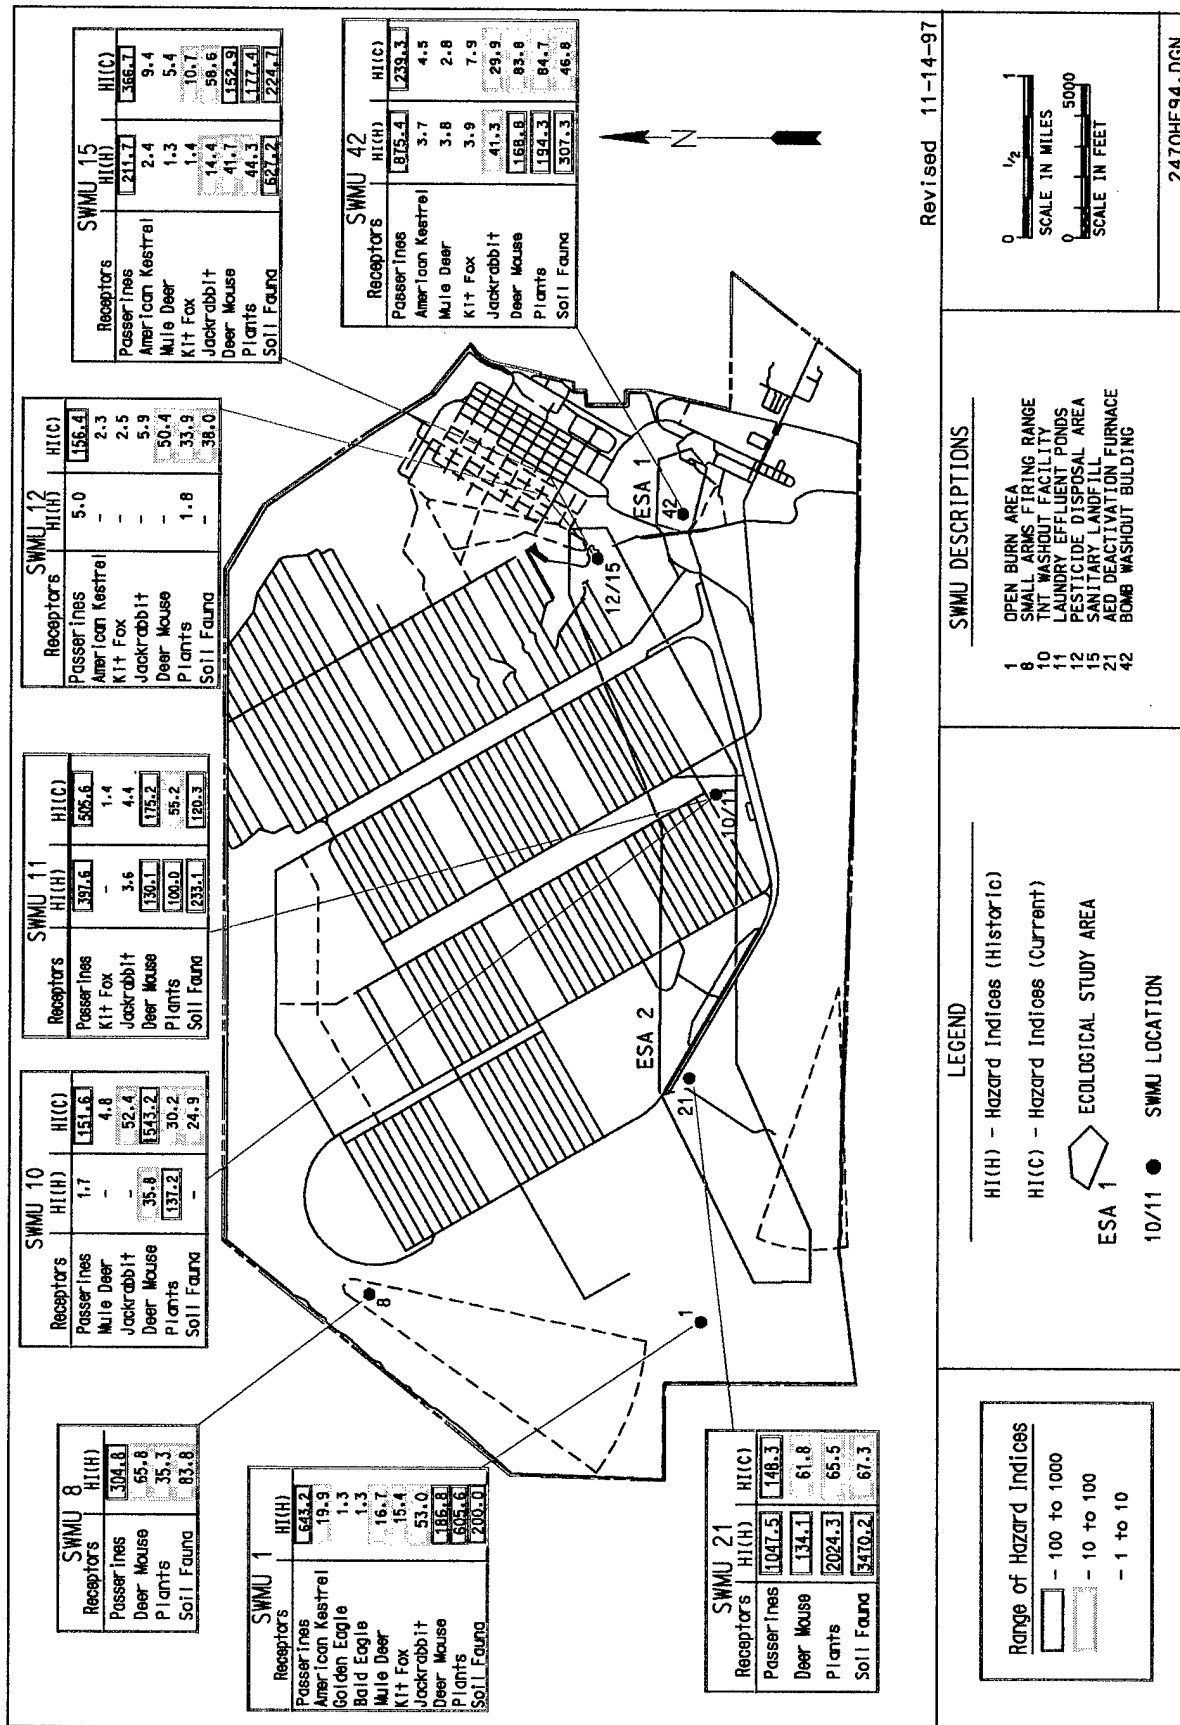 SWMU 8
Receptors HI(H)
Passerines 304.8
Deer Mouse 65.8
Plants 35.3
Soil Fauna 83.8
SWMU 10
Receptors HI(H) HI(C)
Passerines 1.7 151.6
Mule Deer - 4.8
Jackrabbit - 52.4
Deer Mouse 35.8 1543.2
Plants 137.2 30.2
Soil Fauna - 24.9
SWMU 11
Receptors HI(H) HI(C)
Passerines 397.6 505.6
Kit Fox - 1.4
Jackrabbit 3.6 4.4
Deer Mouse 130.1 175.2
Plants 100.0 55.2
Soil Fauna 233.1 120.3
SWMU 12
Receptors HI(H) HI(C)
Passerines 5.0 156.4
American Kestrel - 2.3
Kit Fox - 2.5
Jackrabbit - 5.9
Deer Mouse - 50.4
Plants 1.8 33.9
Soil Fauna - 38.0
SWMU 15
Receptors HI(H) HI(C)
Passerines 211.7 366.7
American Kestrel 2.4 9.4
Mule Deer 1.3 5.4
Kit Fox 1.4 10.7
Jackrabbit 14.4 58.6
Deer Mouse 41.7 152.9
Plants 44.3 177.4
Soil Fauna 627.2 224.7
SWMU 1
Receptors HI(H)
Passerines 643.2
American Kestrel 19.9
Golden Eagle 1.3
Bald Eagle 1.3
Mule Deer 16.7
Kit Fox 15.4
Jackrabbit 53.0
Deer Mouse 186.8
Plants 605.6
Soil Fauna 200.0
SWMU 42
Receptors HI(H) HI(C)
Passerines 875.4 239.3
American Kestrel 3.7 4.5
Mule Deer 3.8 2.8
Kit Fox 3.9 7.9
Jackrabbit 41.3 29.9
Deer Mouse 168.8 83.8
Plants 194.3 84.7
Soil Fauna 307.3 46.8
SWMU 21
Receptors HI(H) HI(C)
Passerines 1047.5 148.3
Deer Mouse 134.1 61.8
Plants 2024.3 65.5
Soil Fauna 3470.2 67.3
8
1
21
ESA 2
10/11
12/15
ESA 1
42
N
Revised 11-14-97
Range of Hazard Indices
- 100 to 1000
- 10 to 100
- 1 to 10
LEGEND
HI(H) - Hazard Indices (Historic)
HI(C) - Hazard Indices (Current)
ESA 1 ECOLOGICAL STUDY AREA
10/11 SWMU LOCATION
SWMU DESCRIPTIONS
1 OPEN BURN AREA
8 SMALL ARMS FIRING RANGE
10 TNT WASHOUT FACILITY
11 LAUNDRY EFFLUENT PONDS
12 PESTICIDE DISPOSAL AREA
15 SANITARY LANDFILL
21 AED DEACTIVATION FURNACE
42 BOMB WASHOUT BULDING
0 1/2 1
SCALE IN MILES
0 5000
SCALE IN FEET
2470HE94.DGN